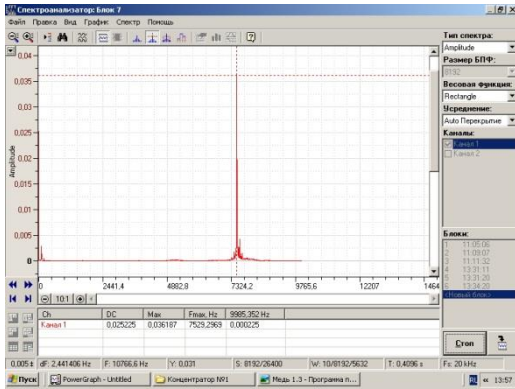 Спектроанализатор: Блок 7
Файл Правка Вид График Спектр Помощь
Тип спектра:
Amplitude
Размер БПФ:
8192
Весовая функция:
Rectangle
Усреднение:
Auto Перекрытие
Каналы:
Канал 1
Канал 2
Amplitude
0,04
0,035
0,03
0,025
0,02
0,015
0,01
0,005
0
0 2441,4 4882,8 7324,2 9765,6 12207 1464
10:1
Блоки:
1 11:05:06
2 11:09:07
3 11:11:32
4 13:31:11
5 13:31:20
6 13:34:20
<Новый блок>
Ch DC Max Fmax, Hz 9985,352 Hz
Канал 1 0,025225 0,036187 7529,2969 0,000225
Стоп
0,005± dF: 2,441406 Hz F: 10766,6 Hz Y: 0,031 S: 8192/26400 W: 10/8192/5632 T: 0,4096 s Fs: 20 kHz
Пуск PowerGraph - Untitled Концентратор №1 Медь 1.3 - Программа п... RL « 13:57